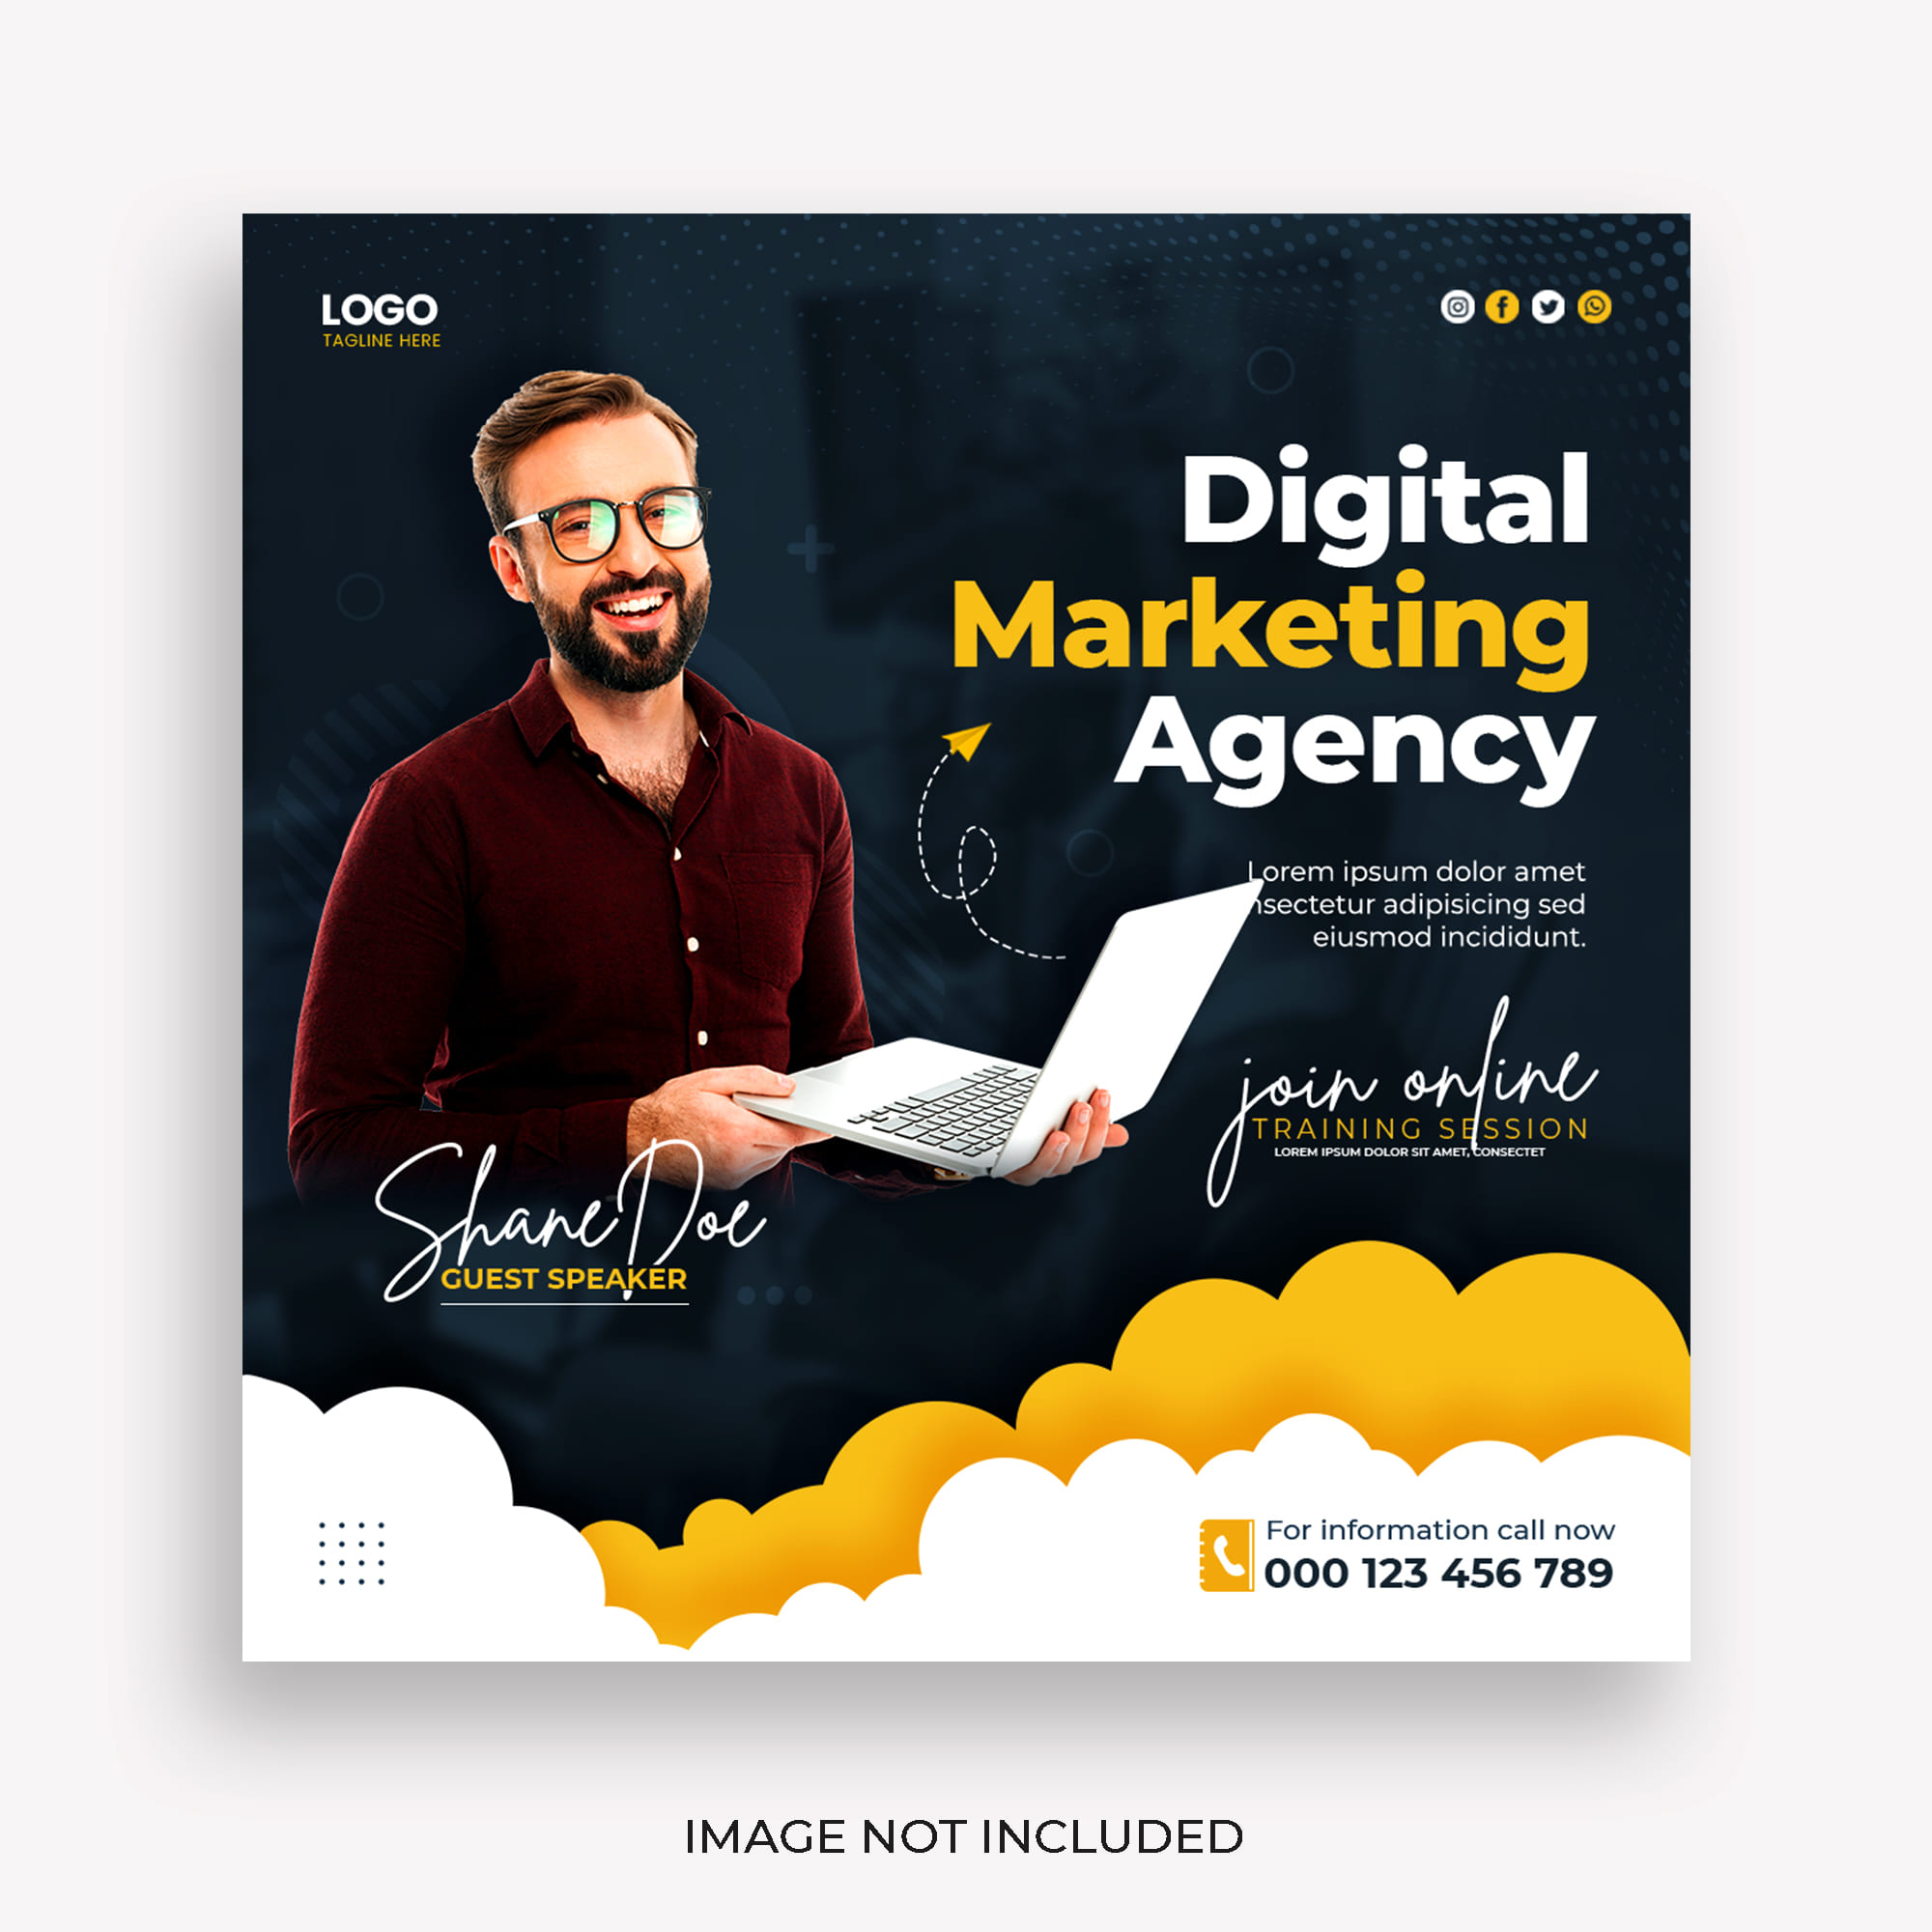 LOGO
TAGLINE HERE
Digital
Marketing
Agency
Lorem ipsum dolor amet
adipisicing sed
eiusmod incididunt.
join online
TRAINING SESSION
LOREM IPSUM DOLOR SIT AMET, CONSECTET
Shane Doe
GUEST SPEAKER
For information call now
000 123 456 789
IMAGE NOT INCLUDED